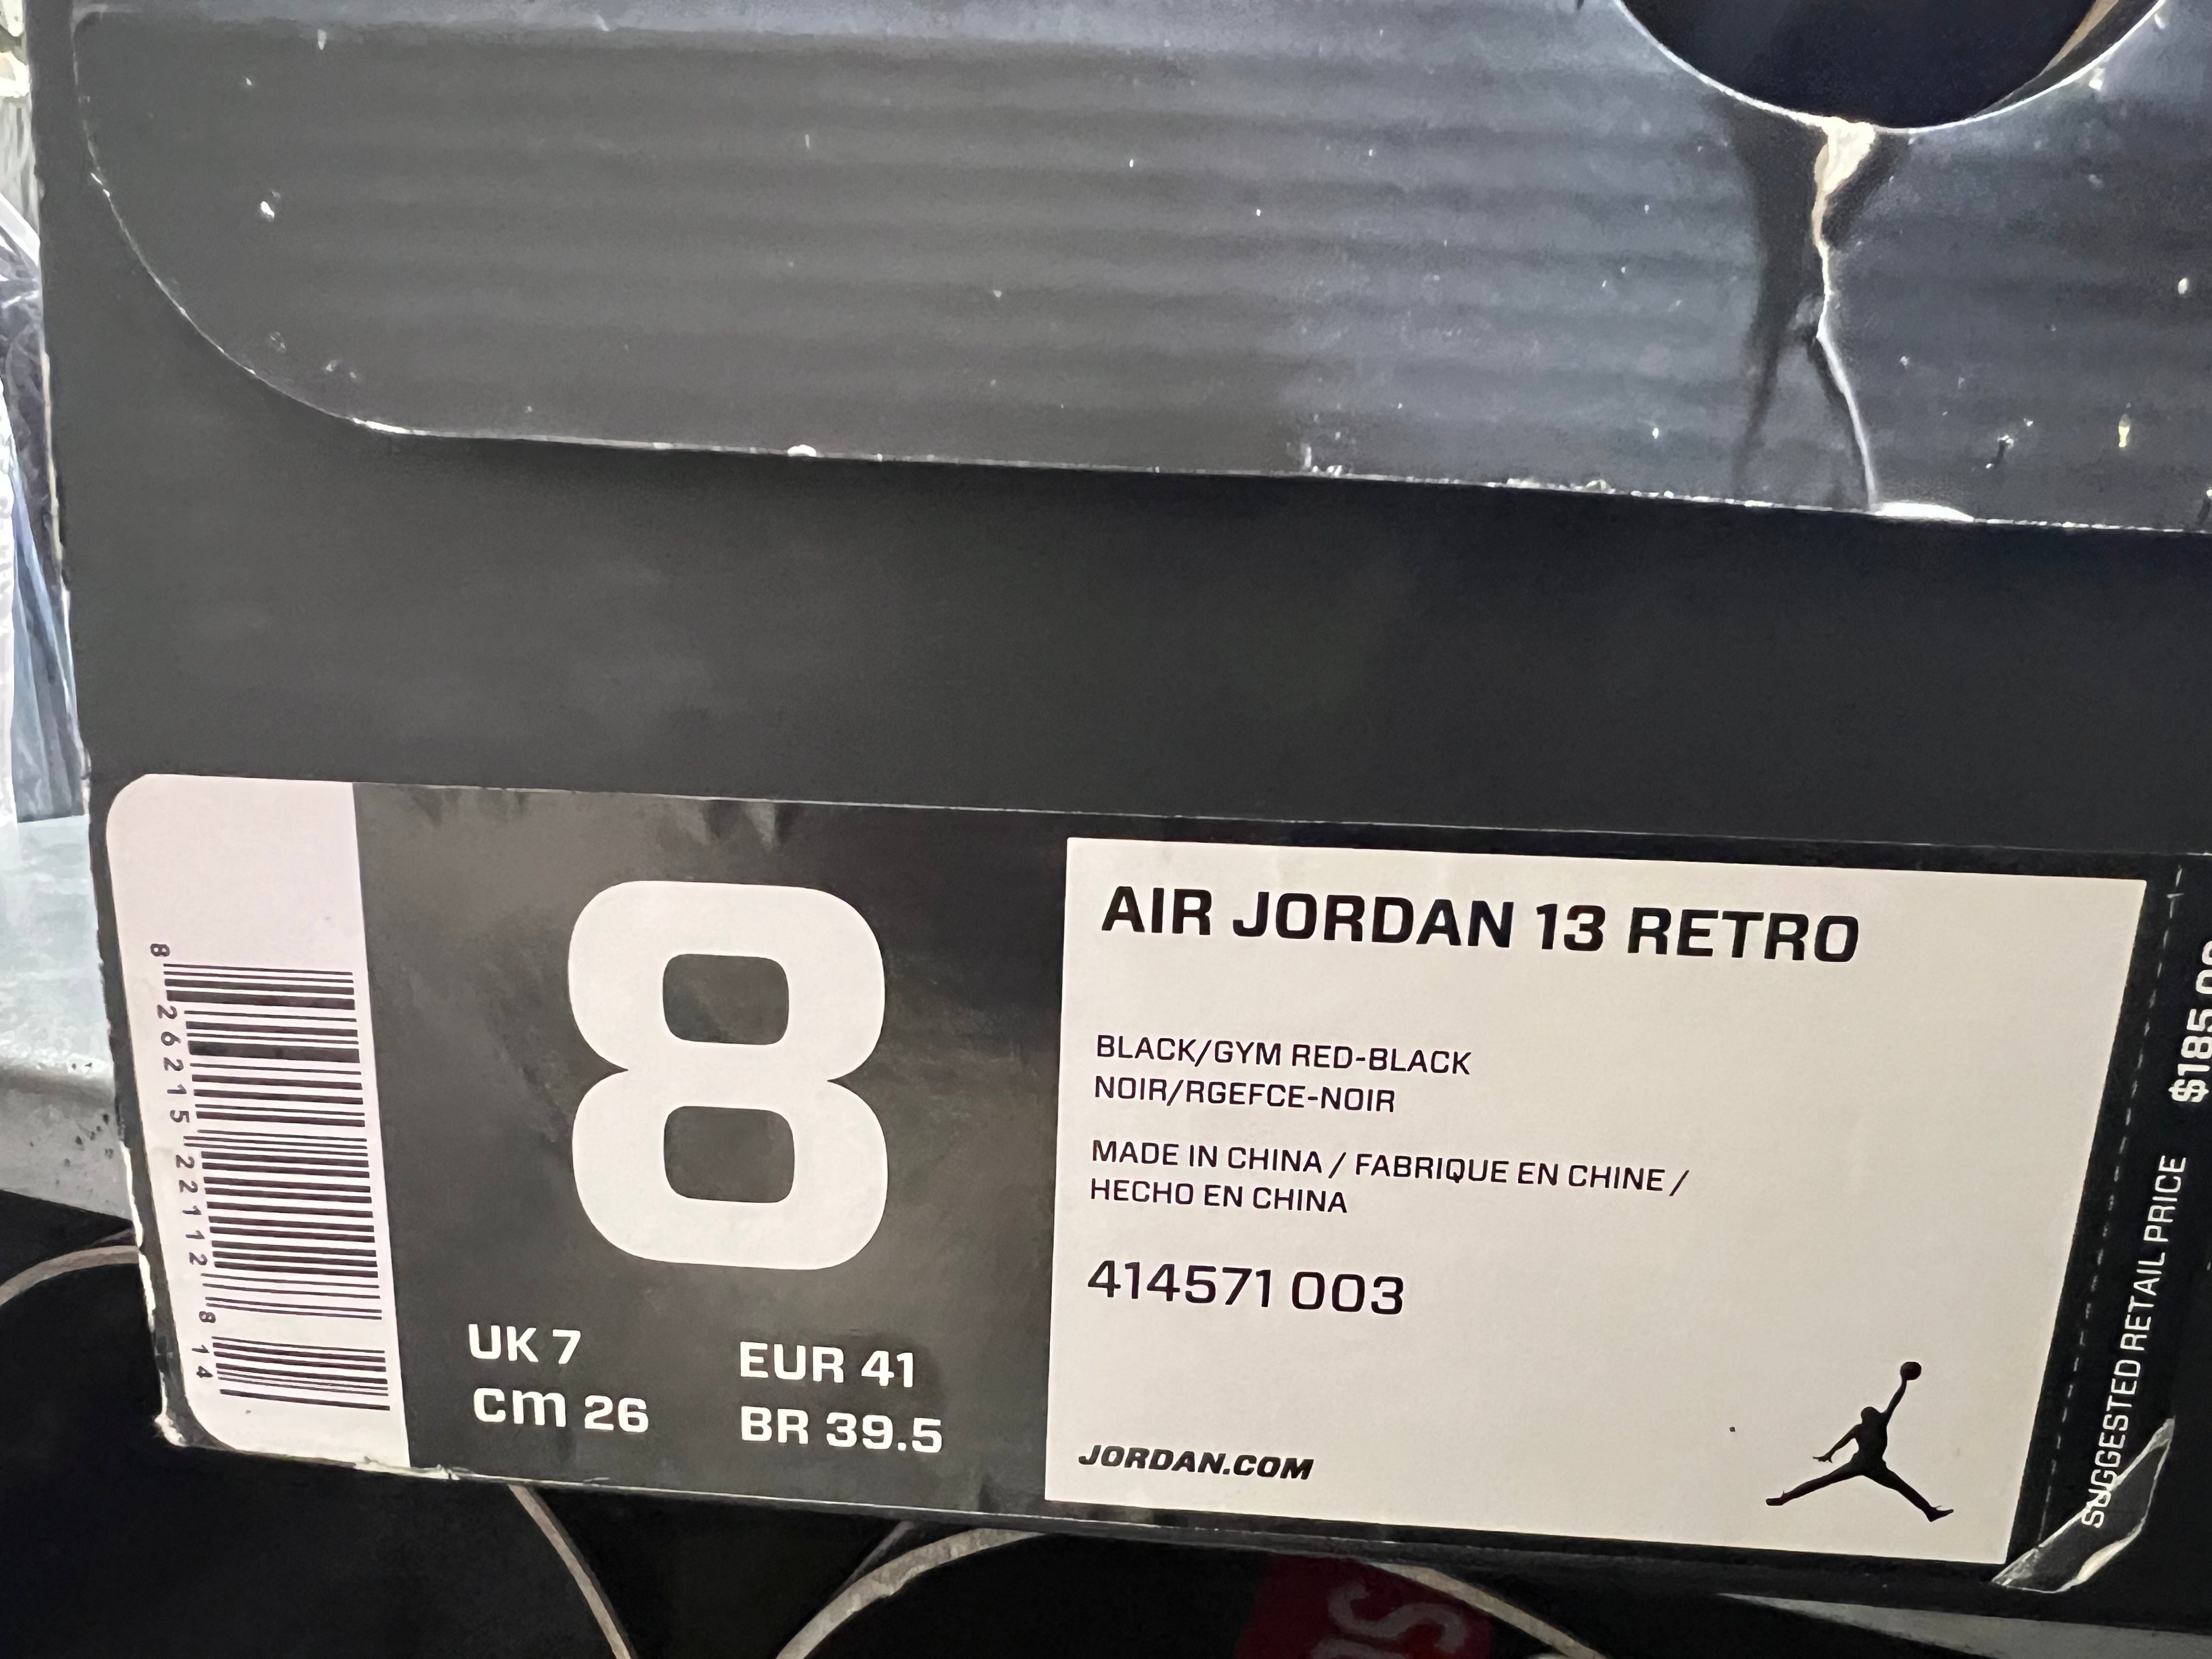 8 26215 22112 8 14
8
UK 7 EUR 41
cm 26 BR 39.5
AIR JORDAN 13 RETRO
BLACK/GYM RED-BLACK
NOIR/RGEFCE-NOIR
MADE IN CHINA / FABRIQUE EN CHINE /
HECHO EN CHINA
414571 003
JORDAN.COM
SUGGESTED RETAIL PRICE